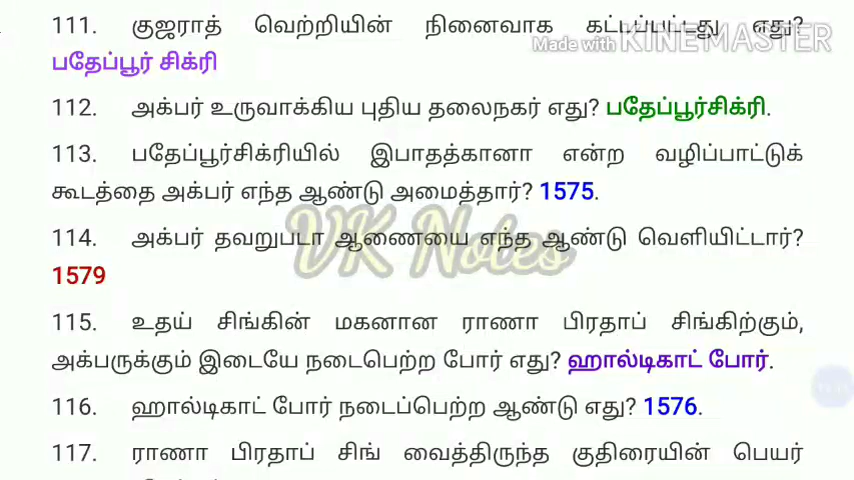 111. குஜராத் வெற்றியின் நினைவாக கட்டப்பட்டது எது?
Made with KINEMASTER
பதேப்பூர் சிக்ரி
112. அக்பர் உருவாக்கிய புதிய தலைநகர் எது? பதேப்பூர்சிக்ரி.
113. பதேப்பூர்சிக்ரியில் இபாதத்கானா என்ற வழிப்பாட்டுக்
கூடத்தை அக்பர் எந்த ஆண்டு அமைத்தார்? 1575.
114. அக்பர் தவறுபடா ஆணையை எந்த ஆண்டு வெளியிட்டார்?
VK Notes
1579
115. உதய் சிங்கின் மகனான ராணா பிரதாப் சிங்கிற்கும்,
அக்பருக்கும் இடையே நடைபெற்ற போர் எது? ஹால்டிகாட் போர்.
116. ஹால்டிகாட் போர் நடைப்பெற்ற ஆண்டு எது? 1576.
117. ராணா பிரதாப் சிங் வைத்திருந்த குதிரையின் பெயர்